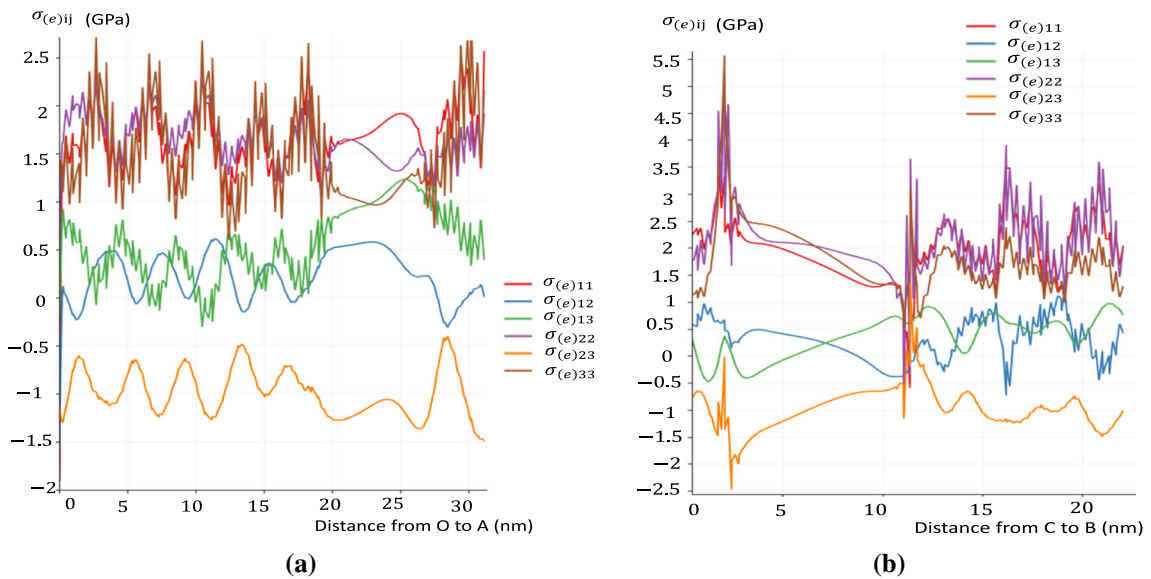 σ(e)ij (GPa)
2.5
2
1.5
1
0.5
0
−0.5
−1
−1.5
−2
0 5 10 15 20 25 30
Distance from O to A (nm)
σ(e)11
σ(e)12
σ(e)13
σ(e)22
σ(e)23
σ(e)33
(a)
σ(e)ij (GPa)
5.5
5
4.5
4
3.5
3
2.5
2
1.5
1
0.5
0
−0.5
−1
−1.5
−2
−2.5
0 5 10 15 20
Distance from C to B (nm)
σ(e)11
σ(e)12
σ(e)13
σ(e)22
σ(e)23
σ(e)33
(b)